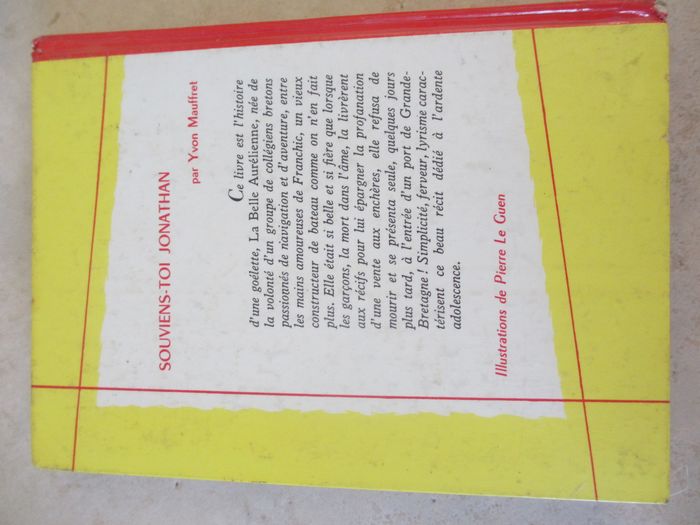 SOUVIENS-TOI JONATHAN
par Yvon Mauffret
Ce livre est l'histoire
d'une goélette, La Belle Aurélienne, née de
la volonté d'un groupe de collégiens bretons
passionnés de navigation et d'aventure, entre
les mains amoureuses de Franchic, un vieux
constructeur de bateau comme on n'en fait
plus. Elle était si belle et si fière que lorsque
les garçons, la mort dans l'âme, la livrèrent
aux récifs pour lui épargner la profanation
d'une vente aux enchères, elle refusa de
mourir et se présenta seule, quelques jours
plus tard, à l'entrée d'un port de Grande-
Bretagne ! Simplicité, ferveur, lyrisme carac-
térisent ce beau récit dédié à l'ardente
adolescence.
Illustrations de Pierre Le Guen